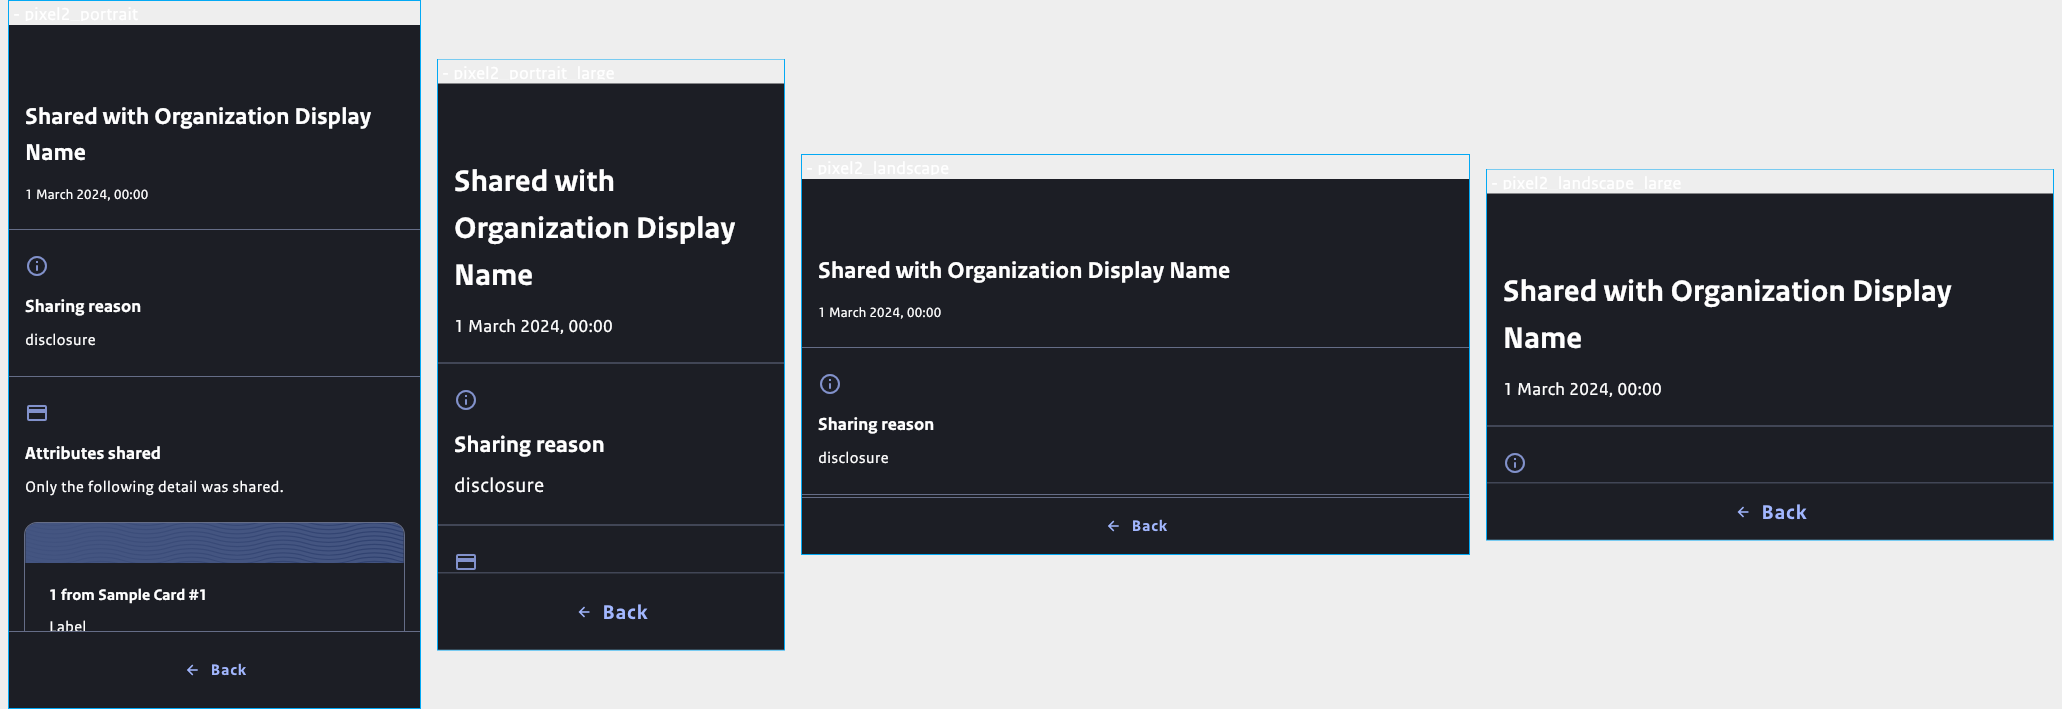 - pixel2_portrait
Shared with Organization Display
Name
1 March 2024, 00:00
Sharing reason
disclosure
Attributes shared
Only the following detail was shared.
1 from Sample Card #1
Label
Back
- pixel2_portrait_large
Shared with
Organization Display
Name
1 March 2024, 00:00
Sharing reason
disclosure
Back
- pixel2_landscape
Shared with Organization Display Name
1 March 2024, 00:00
Sharing reason
disclosure
Back
- pixel2_landscape_large
Shared with Organization Display
Name
1 March 2024, 00:00
Back